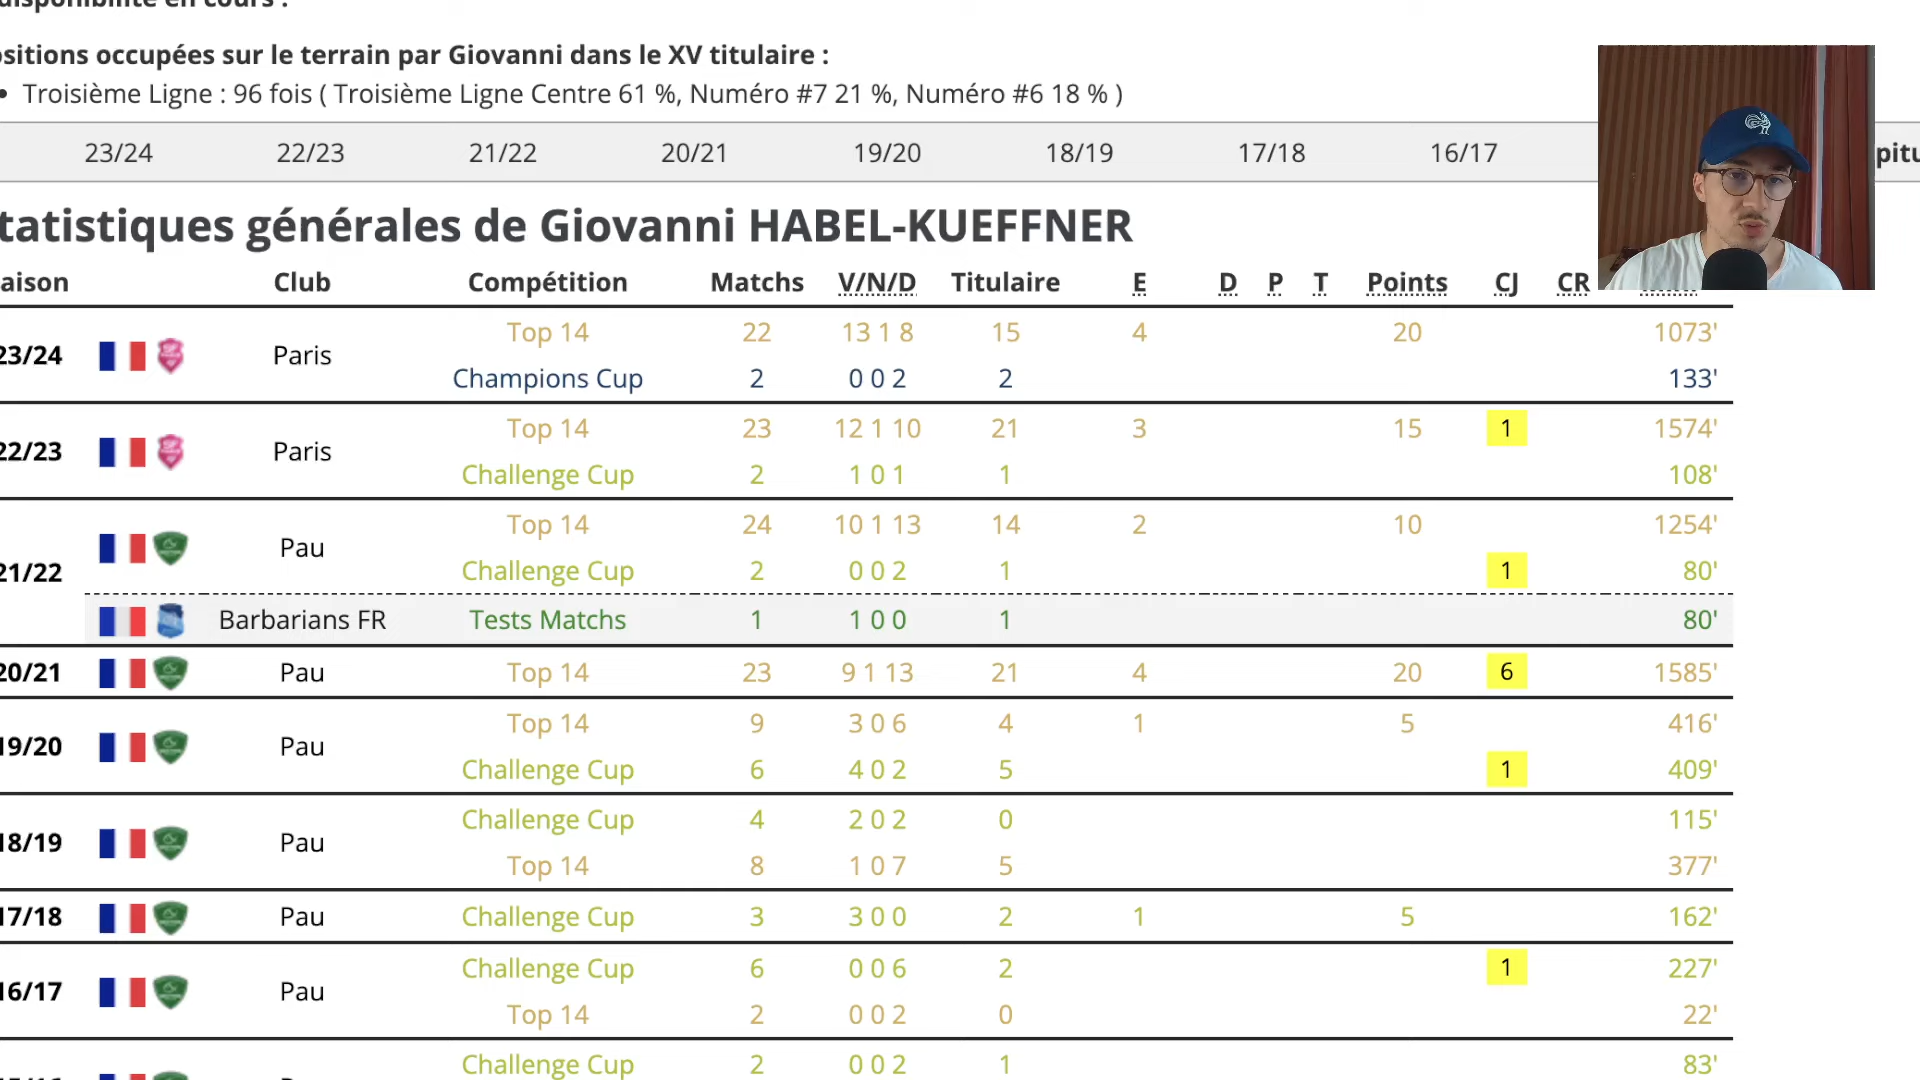 disponibilité en cours :
ositions occupées sur le terrain par Giovanni dans le XV titulaire :
• Troisième Ligne : 96 fois ( Troisième Ligne Centre 61 %, Numéro #7 21 %, Numéro #6 18 % )
23/24 22/23 21/22 20/21 19/20 18/19 17/18 16/17 pitu
tatistiques générales de Giovanni HABEL-KUEFFNER
aison Club Compétition Matchs V/N/D Titulaire E D P T Points CJ CR
23/24 Paris Top 14 22 13 1 8 15 4 20 1073'
Champions Cup 2 0 0 2 2 133'
22/23 Paris Top 14 23 12 1 10 21 3 15 1 1574'
Challenge Cup 2 1 0 1 1 108'
21/22 Pau Top 14 24 10 1 13 14 2 10 1254'
Challenge Cup 2 0 0 2 1 1 80'
Barbarians FR Tests Matchs 1 1 0 0 1 80'
20/21 Pau Top 14 23 9 1 13 21 4 20 6 1585'
19/20 Pau Top 14 9 3 0 6 4 1 5 416'
Challenge Cup 6 4 0 2 5 1 409'
18/19 Pau Challenge Cup 4 2 0 2 0 115'
Top 14 8 1 0 7 5 377'
17/18 Pau Challenge Cup 3 3 0 0 2 1 5 162'
16/17 Pau Challenge Cup 6 0 0 6 2 1 227'
Top 14 2 0 0 2 0 22'
Challenge Cup 2 0 0 2 1 83'